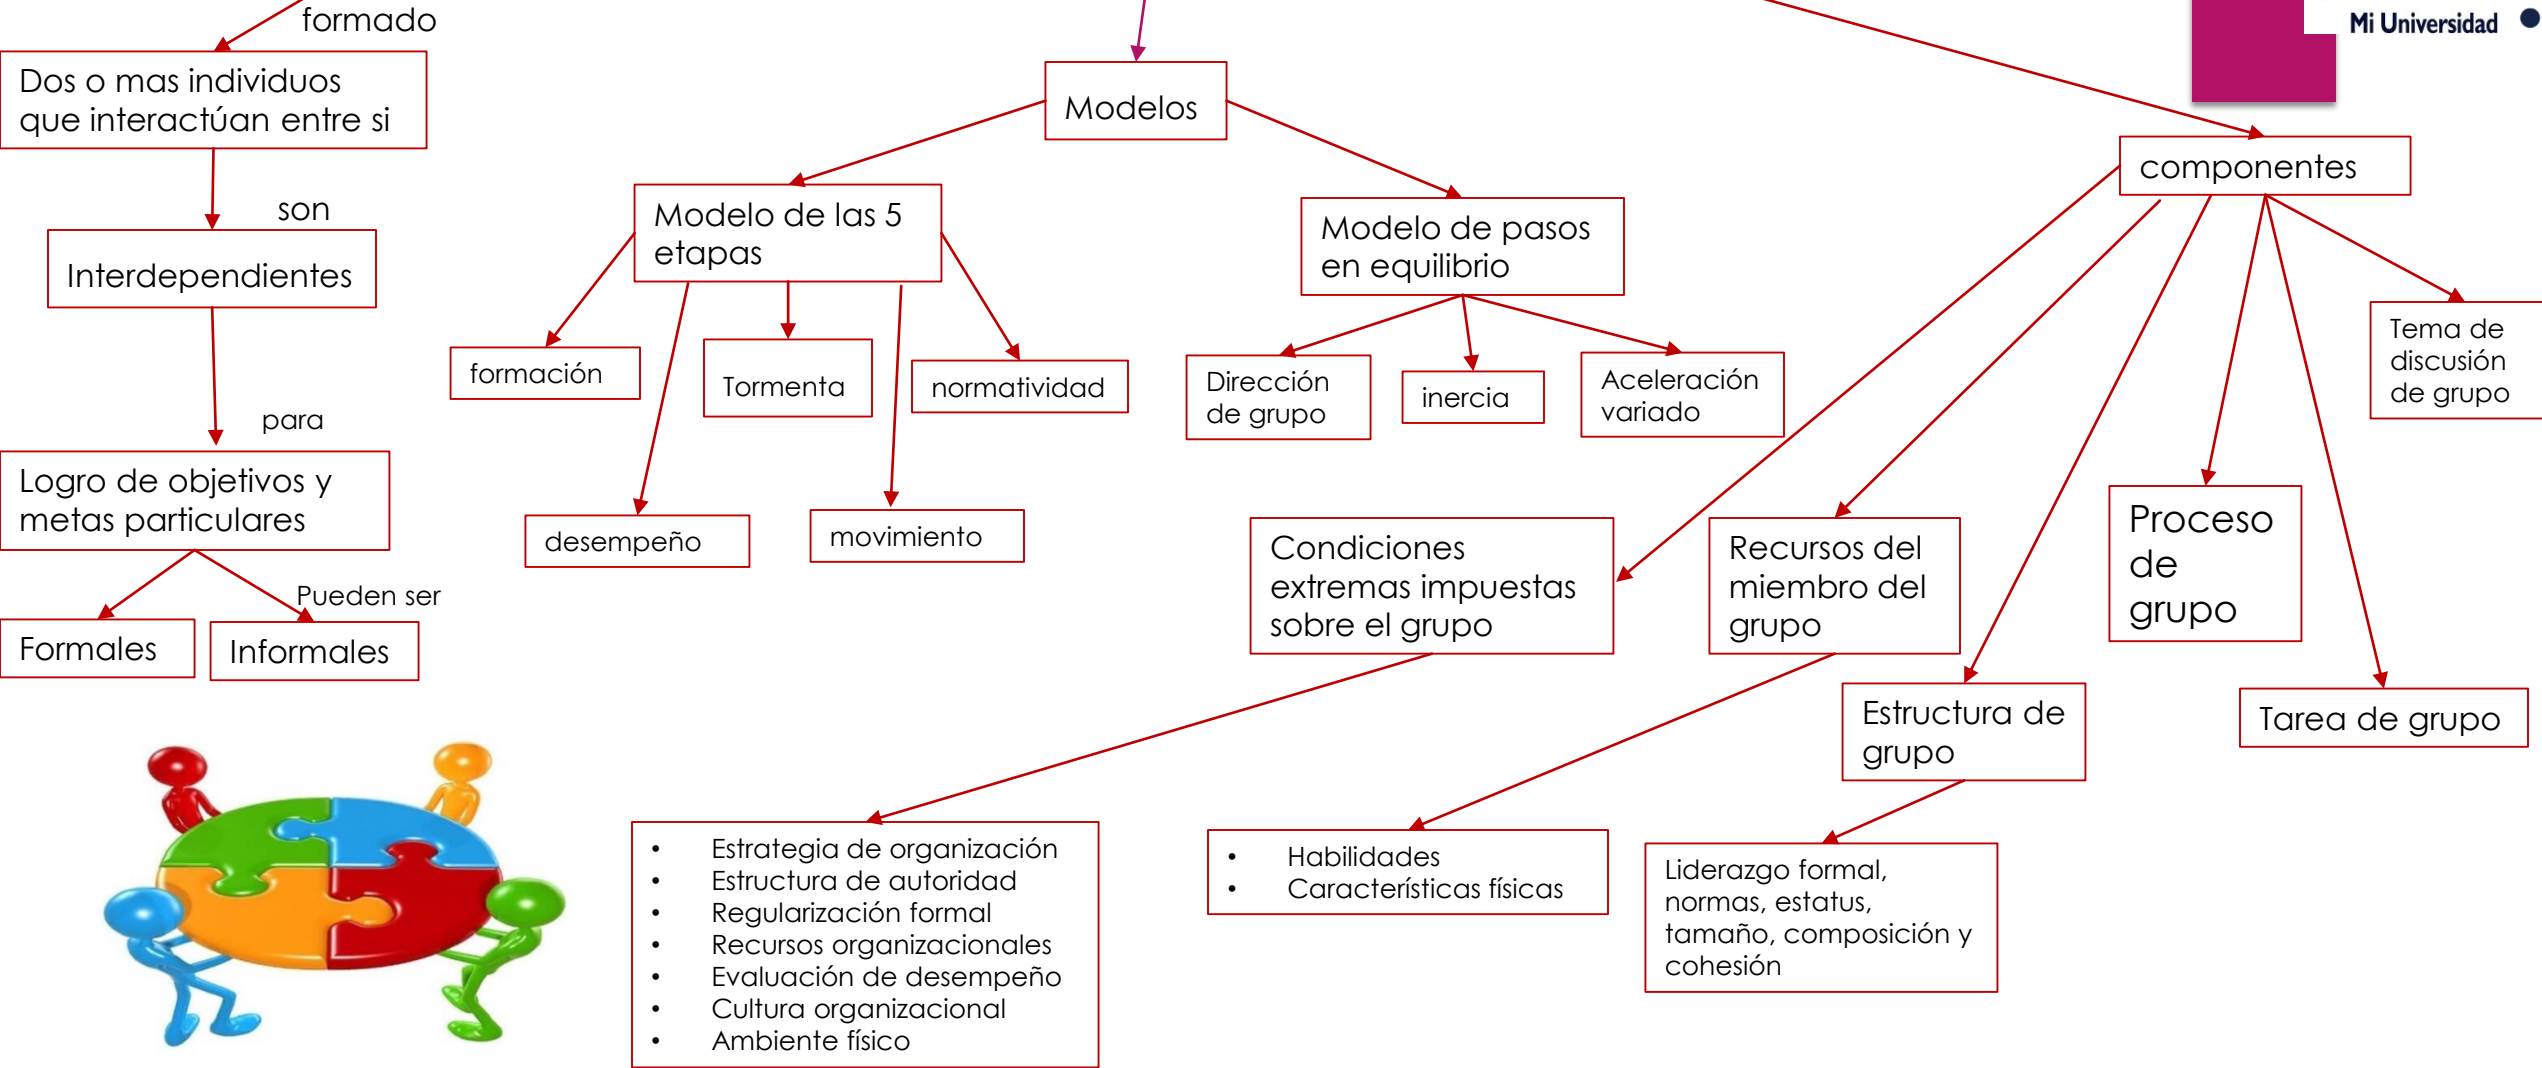 formado
Mi Universidad
Dos o mas individuos
que interactúan entre si
son
Interdependientes
para
Logro de objetivos y
metas particulares
Pueden ser
Formales
Informales
Modelos
Modelo de las 5
etapas
formación
Tormenta
normatividad
desempeño
movimiento
Modelo de pasos
en equilibrio
Dirección
de grupo
inercia
Aceleración
variado
componentes
Tema de
discusión
de grupo
Condiciones
extremas impuestas
sobre el grupo
Recursos del
miembro del
grupo
Proceso
de
grupo
Estructura de
grupo
Tarea de grupo
• Estrategia de organización
• Estructura de autoridad
• Regularización formal
• Recursos organizacionales
• Evaluación de desempeño
• Cultura organizacional
• Ambiente físico
• Habilidades
• Características físicas
Liderazgo formal,
normas, estatus,
tamaño, composición y
cohesión